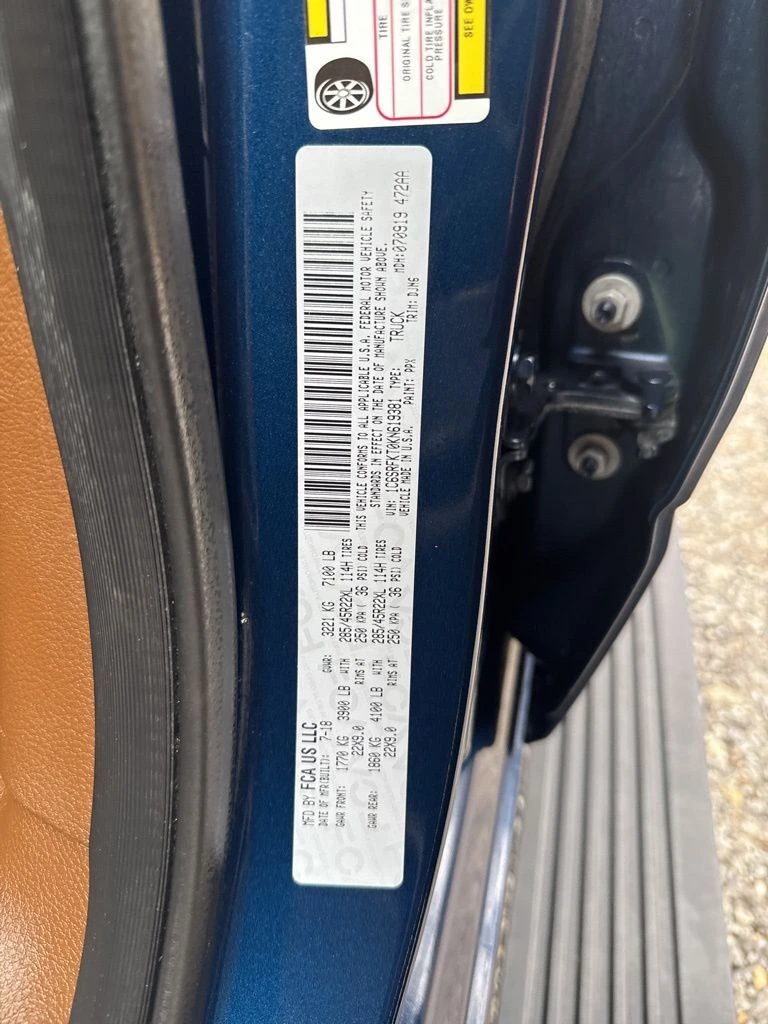 TIRE
ORIGINAL TIRE S
COLD TIRE INFLA
PRESSURE
SEE OW
MFD BY FCA US LLC
DATE OF MFR(BUILT): 7-18 GVWR: 3221 KG 7100 LB
GAWR FRONT: 1770 KG 3900 LB WITH 285/45R22XL 114H TIRES
22X9.0 RIMS AT 250 KPA ( 36 PSI) COLD
GAWR REAR: 1860 KG 4100 LB WITH 285/45R22XL 114H TIRES
22X9.0 RIMS AT 250 KPA ( 36 PSI) COLD
THIS VEHICLE CONFORMS TO ALL APPLICABLE U.S.A. FEDERAL MOTOR VEHICLE SAFETY
STANDARDS IN EFFECT ON THE DATE OF MANUFACTURE SHOWN ABOVE.
VIN: 1C6SRFKT0KN619381 TYPE: TRUCK MDH:070919 472AA
VEHICLE MADE IN U.S.A. PAINT: PPX TRIM: DJN6